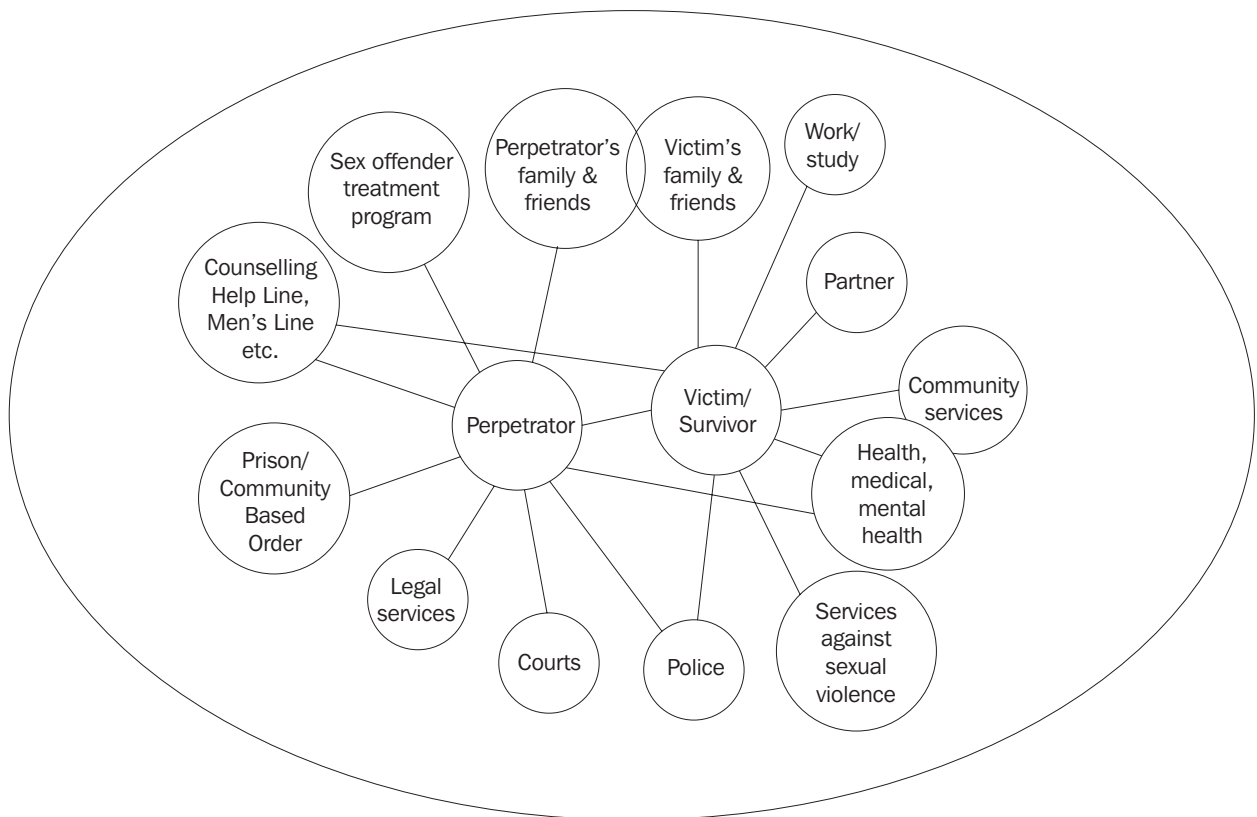 Sex offender
treatment
program
Perpetrator’s
family &
friends
Victim’s
family &
friends
Work/
study
Counselling
Help Line,
Men’s Line
etc.
Partner
Perpetrator
Victim/
Survivor
Community
services
Prison/
Community
Based
Order
Health,
medical,
mental
health
Legal
services
Courts
Police
Services
against
sexual
violence